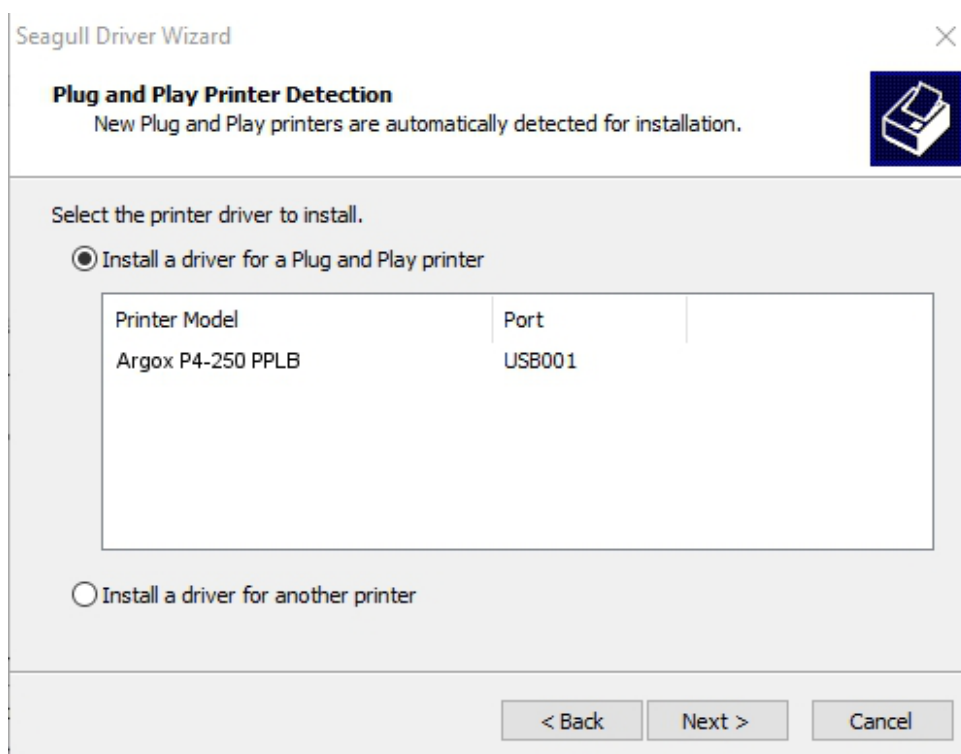 Seagull Driver Wizard
Plug and Play Printer Detection
New Plug and Play printers are automatically detected for installation.
Select the printer driver to install.
Install a driver for a Plug and Play printer
Printer Model Port
Argox P4-250 PPLB USB001
Install a driver for another printer
< Back Next > Cancel